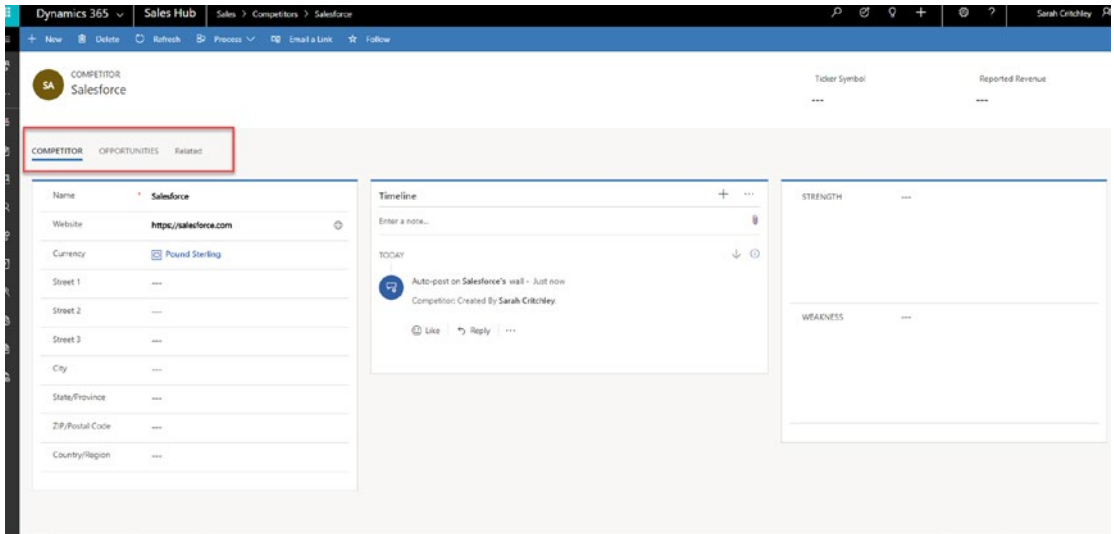 Dynamics 365 Sales Hub Sales > Competitors > Salesforce ? Sarah Critchley
New Delete Refresh Process Email a Link Follow
SA
COMPETITOR
Salesforce
Ticker Symbol
---
Reported Revenue
---
COMPETITOR OPPORTUNITIES Related
Name * Salesforce
Website https://salesforce.com
Currency Pound Sterling
Street 1 ---
Street 2 ---
Street 3 ---
City ---
State/Province ---
ZIP/Postal Code ---
Country/Region ---
Timeline
Enter a note...
TODAY
Auto-post on Salesforce's wall - Just now
Competitor: Created By Sarah Critchley.
Like Reply ...
STRENGTH ---
WEAKNESS ---